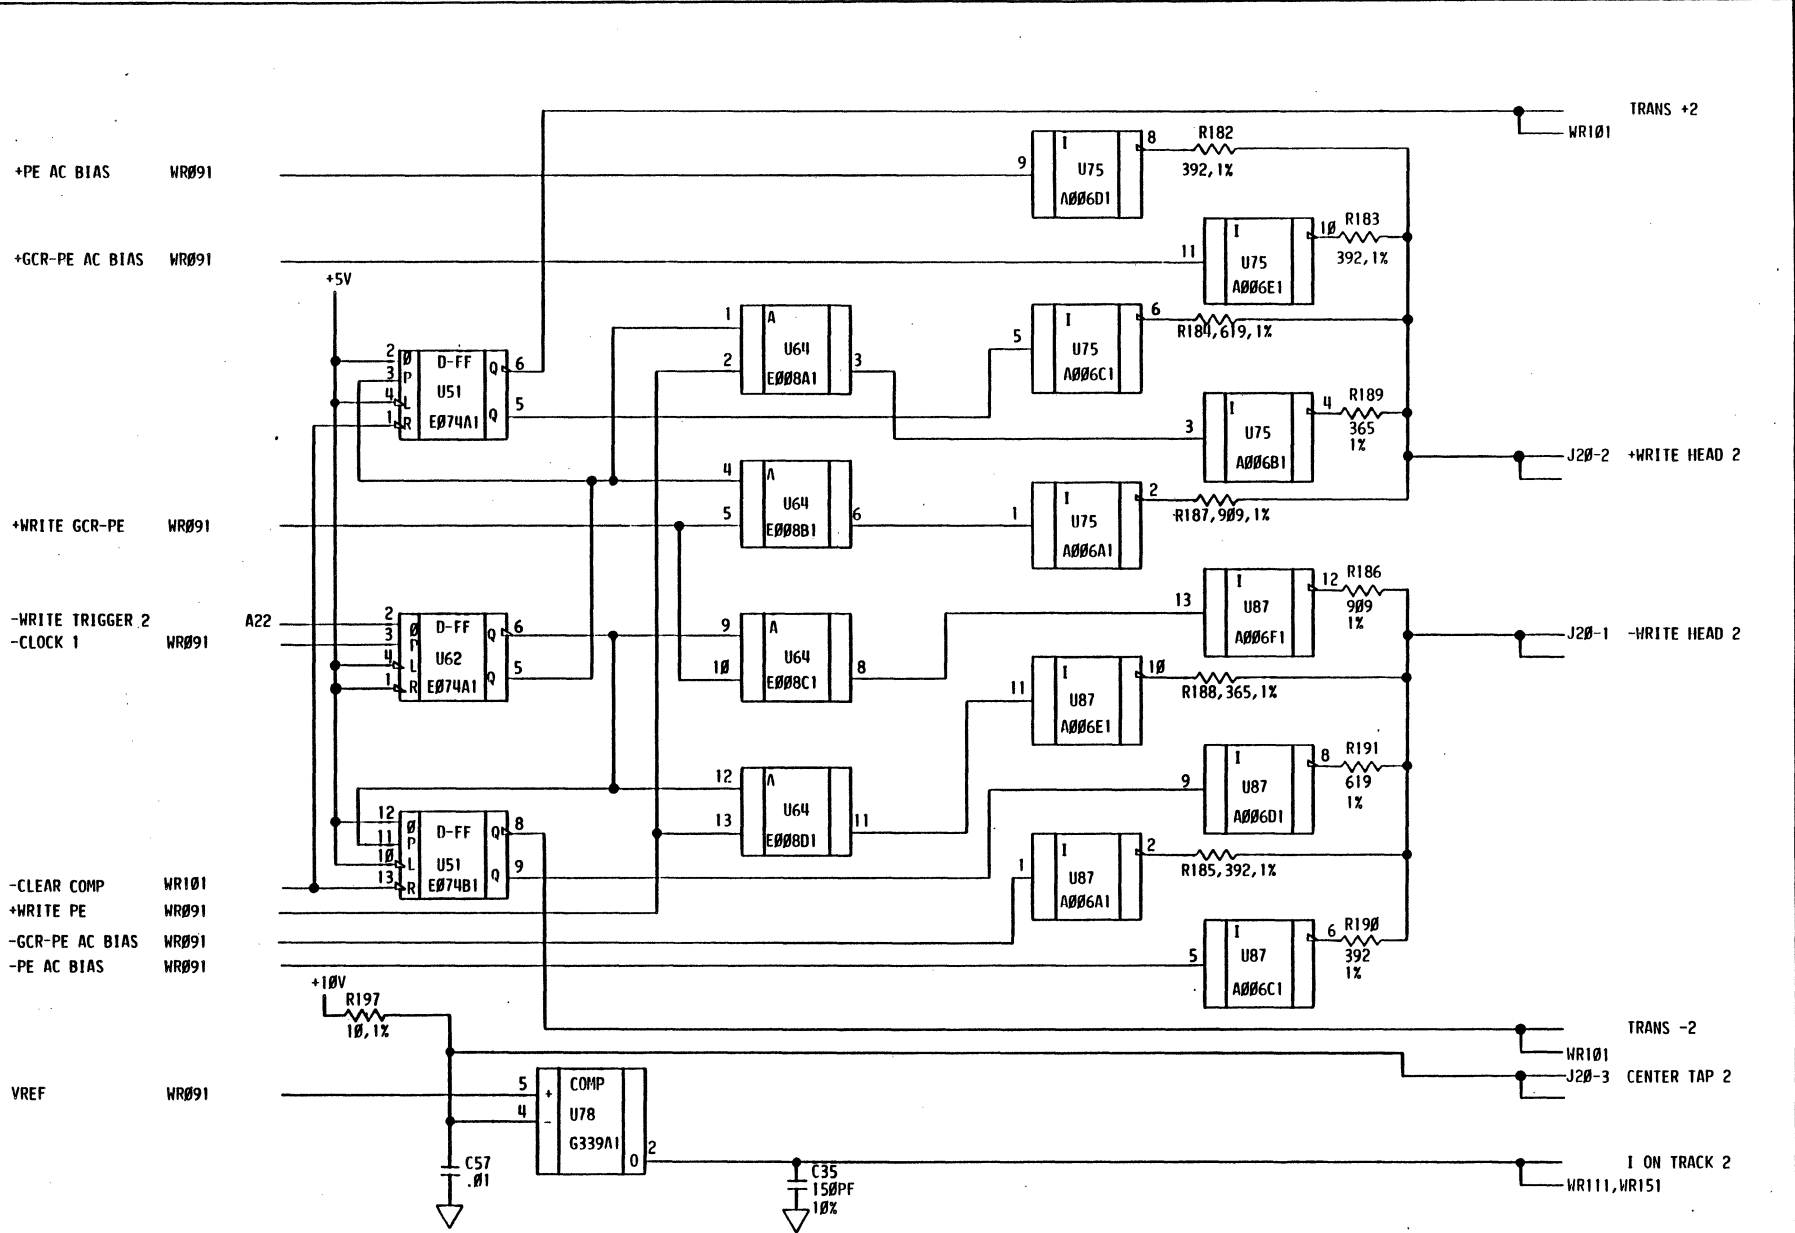 TRANS +2
WRØ1
+PE AC BIAS WRØ91
9 I U75 AØØ6D1 8 R182
392,1%
+GCR-PE AC BIAS WRØ91
11 I U75 AØØ6E1 10 R183
392,1%
+5V
2 Ø D-FF Q 6
3 P U51
4 L
1 R EØ74A1 Q 5
1 A U64 3
2 EØØ8A1
5 I U75 AØØ6C1 6
R184,619,1%
3 I U75 AØØ6B1 4 R189
365
1%
J2Ø-2 +WRITE HEAD 2
4 A U64 6
5 EØØ8B1
1 I U75 AØØ6A1 2
R187,909,1%
+WRITE GCR-PE WRØ91
-WRITE TRIGGER 2 A22
-CLOCK 1 WRØ91
2 Ø D-FF Q 6
3 P U62
4 L
1 R EØ74A1 Q 5
9 A U64 8
1Ø EØØ8C1
13 I U87 AØØ6F1 12 R186
909
1%
J2Ø-1 -WRITE HEAD 2
11 I U87 AØØ6E1 1Ø
R188,365,1%
12 A U64 11
13 EØØ8D1
9 I U87 AØØ6D1 8 R191
619
1%
12 Ø D-FF Q 8
11 P U51
1Ø L
13 R EØ74B1 Q 9
1 I U87 AØØ6A1 2
R185,392,1%
-CLEAR COMP WR1Ø1
+WRITE PE WRØ91
-GCR-PE AC BIAS WRØ91
-PE AC BIAS WRØ91
5 I U87 AØØ6C1 6 R19Ø
392
1%
+1ØV
R197
1Ø,1%
TRANS -2
WR1Ø1
J2Ø-3 CENTER TAP 2
VREF WRØ91
5 + COMP
4 - U78
G339A1 O 2
C57
.Ø1
C35
15ØPF
1Ø%
I ON TRACK 2
WR111,WR151